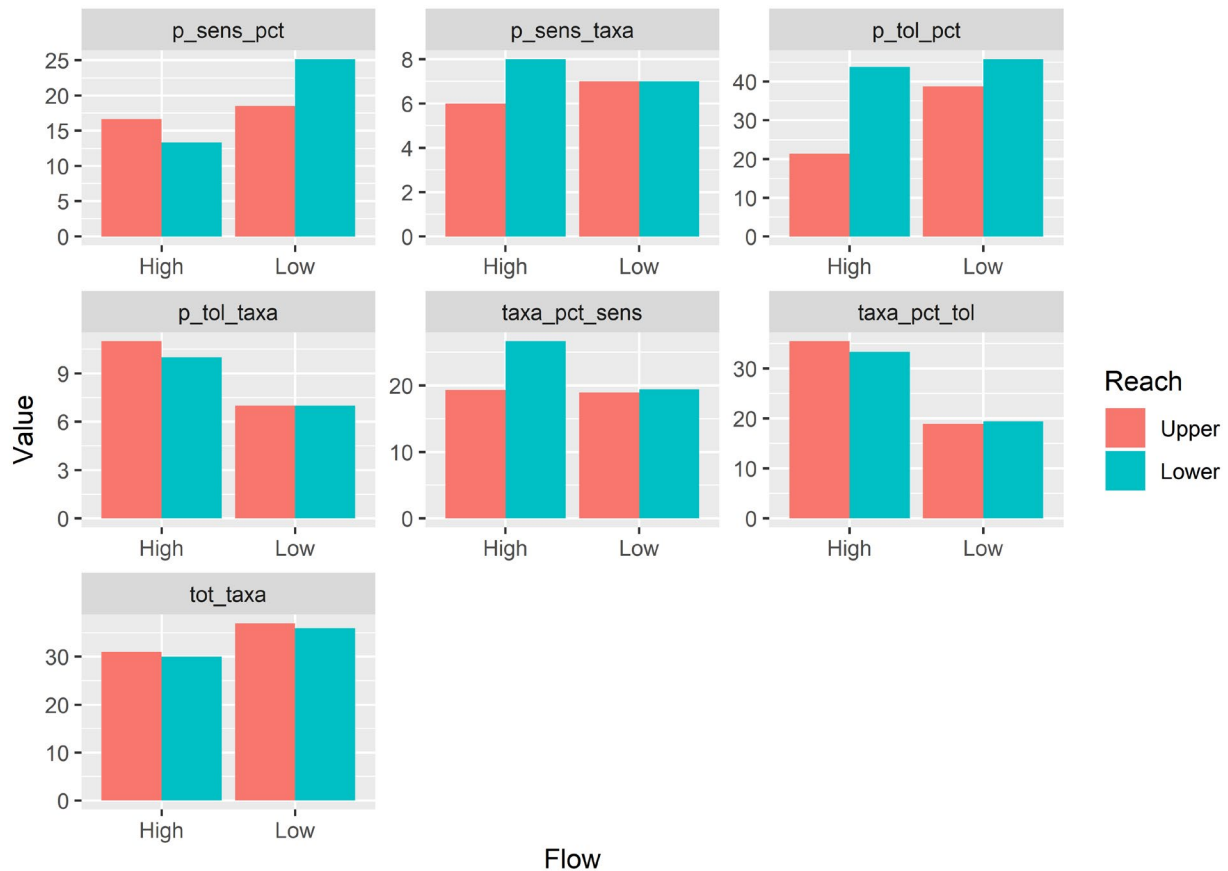 p_sens_pct
p_sens_taxa
p_tol_pct
25
20
15
10
5
0
8
6
4
2
0
40
30
20
10
0
High
Low
High
Low
High
Low
p_tol_taxa
taxa_pct_sens
taxa_pct_tol
9
6
3
0
20
10
0
30
20
10
0
High
Low
High
Low
High
Low
tot_taxa
30
20
10
0
High
Low
Value
Flow
Reach
Upper
Lower